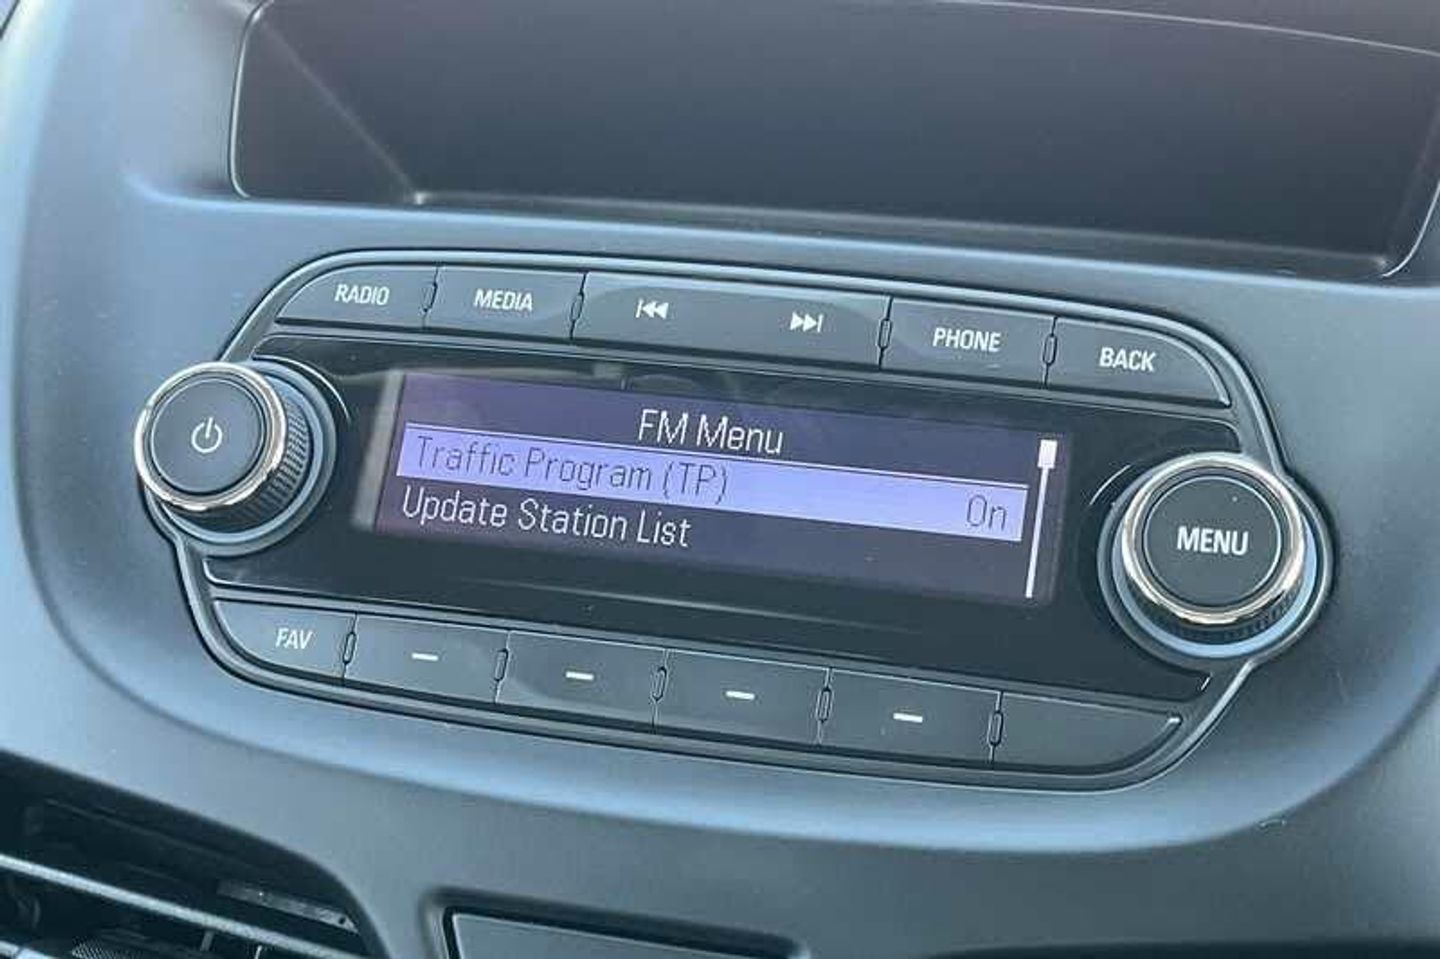 RADIO MEDIA PHONE BACK
FM Menu
Traffic Program (TP) On
Update Station List
MENU
FAV